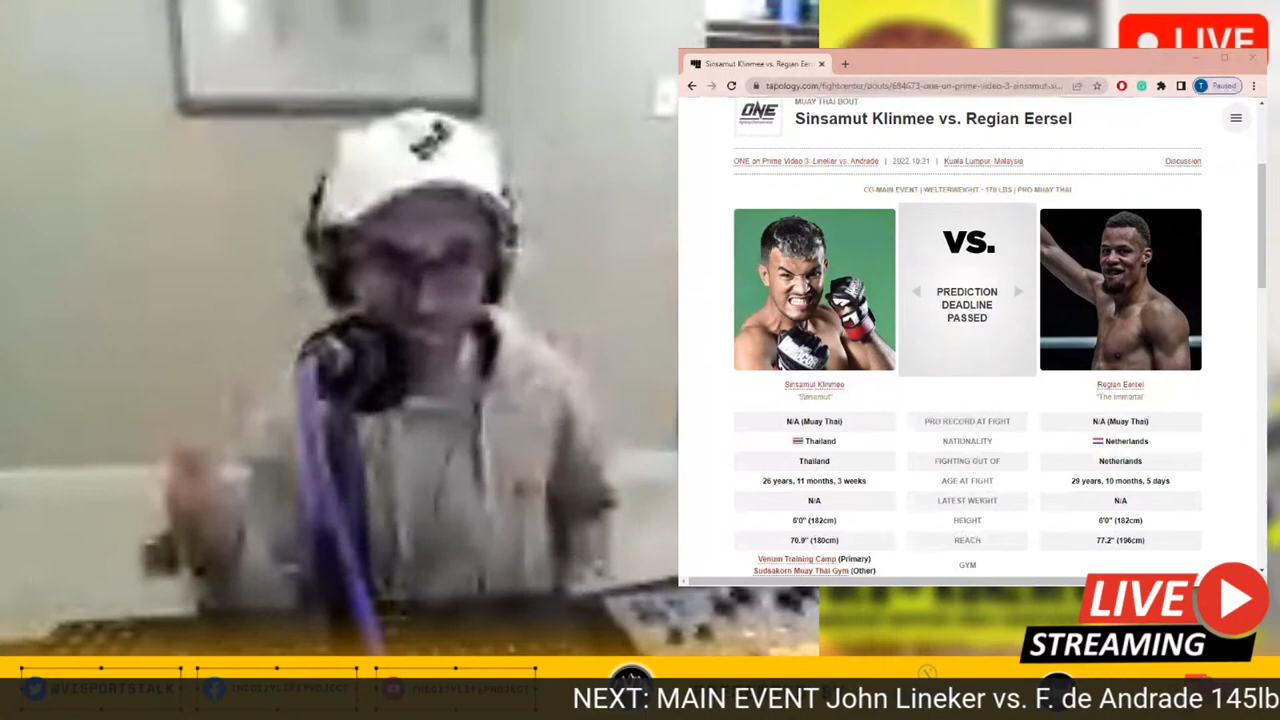 LIVE
Sinsamut Klinmee vs. Regian Eers
tapology.com/fightcenter/bouts/684673-one-on-prime-video-3-sinsamut-si...
T Paused
MUAY THAI BOUT
ONE
Sinsamut Klinmee vs. Regian Eersel
ONE on Prime Video 3: Lineker vs. Andrade | 2022.10.21 | Kuala Lumpur, Malaysia
Discussion
CO-MAIN EVENT | WELTERWEIGHT · 170 LBS | PRO MUAY THAI
VS.
PREDICTION
DEADLINE
PASSED
Sinsamut Klinmee
Regian Eersel
"Sinsamut"
"The Immortal"
N/A (Muay Thai) PRO RECORD AT FIGHT N/A (Muay Thai)
Thailand NATIONALITY Netherlands
Thailand FIGHTING OUT OF Netherlands
26 years, 11 months, 3 weeks AGE AT FIGHT 29 years, 10 months, 5 days
N/A LATEST WEIGHT N/A
6'0" (182cm) HEIGHT 6'0" (182cm)
70.9" (180cm) REACH 77.2" (196cm)
Venum Training Camp (Primary)
Sudsakorn Muay Thai Gym (Other)
GYM
LIVE
STREAMING
@VISPORTSTALK
THECITYLIFEPROJECT
THECITYLIFEPROJECT
NEXT: MAIN EVENT John Lineker vs. F. de Andrade 145lb